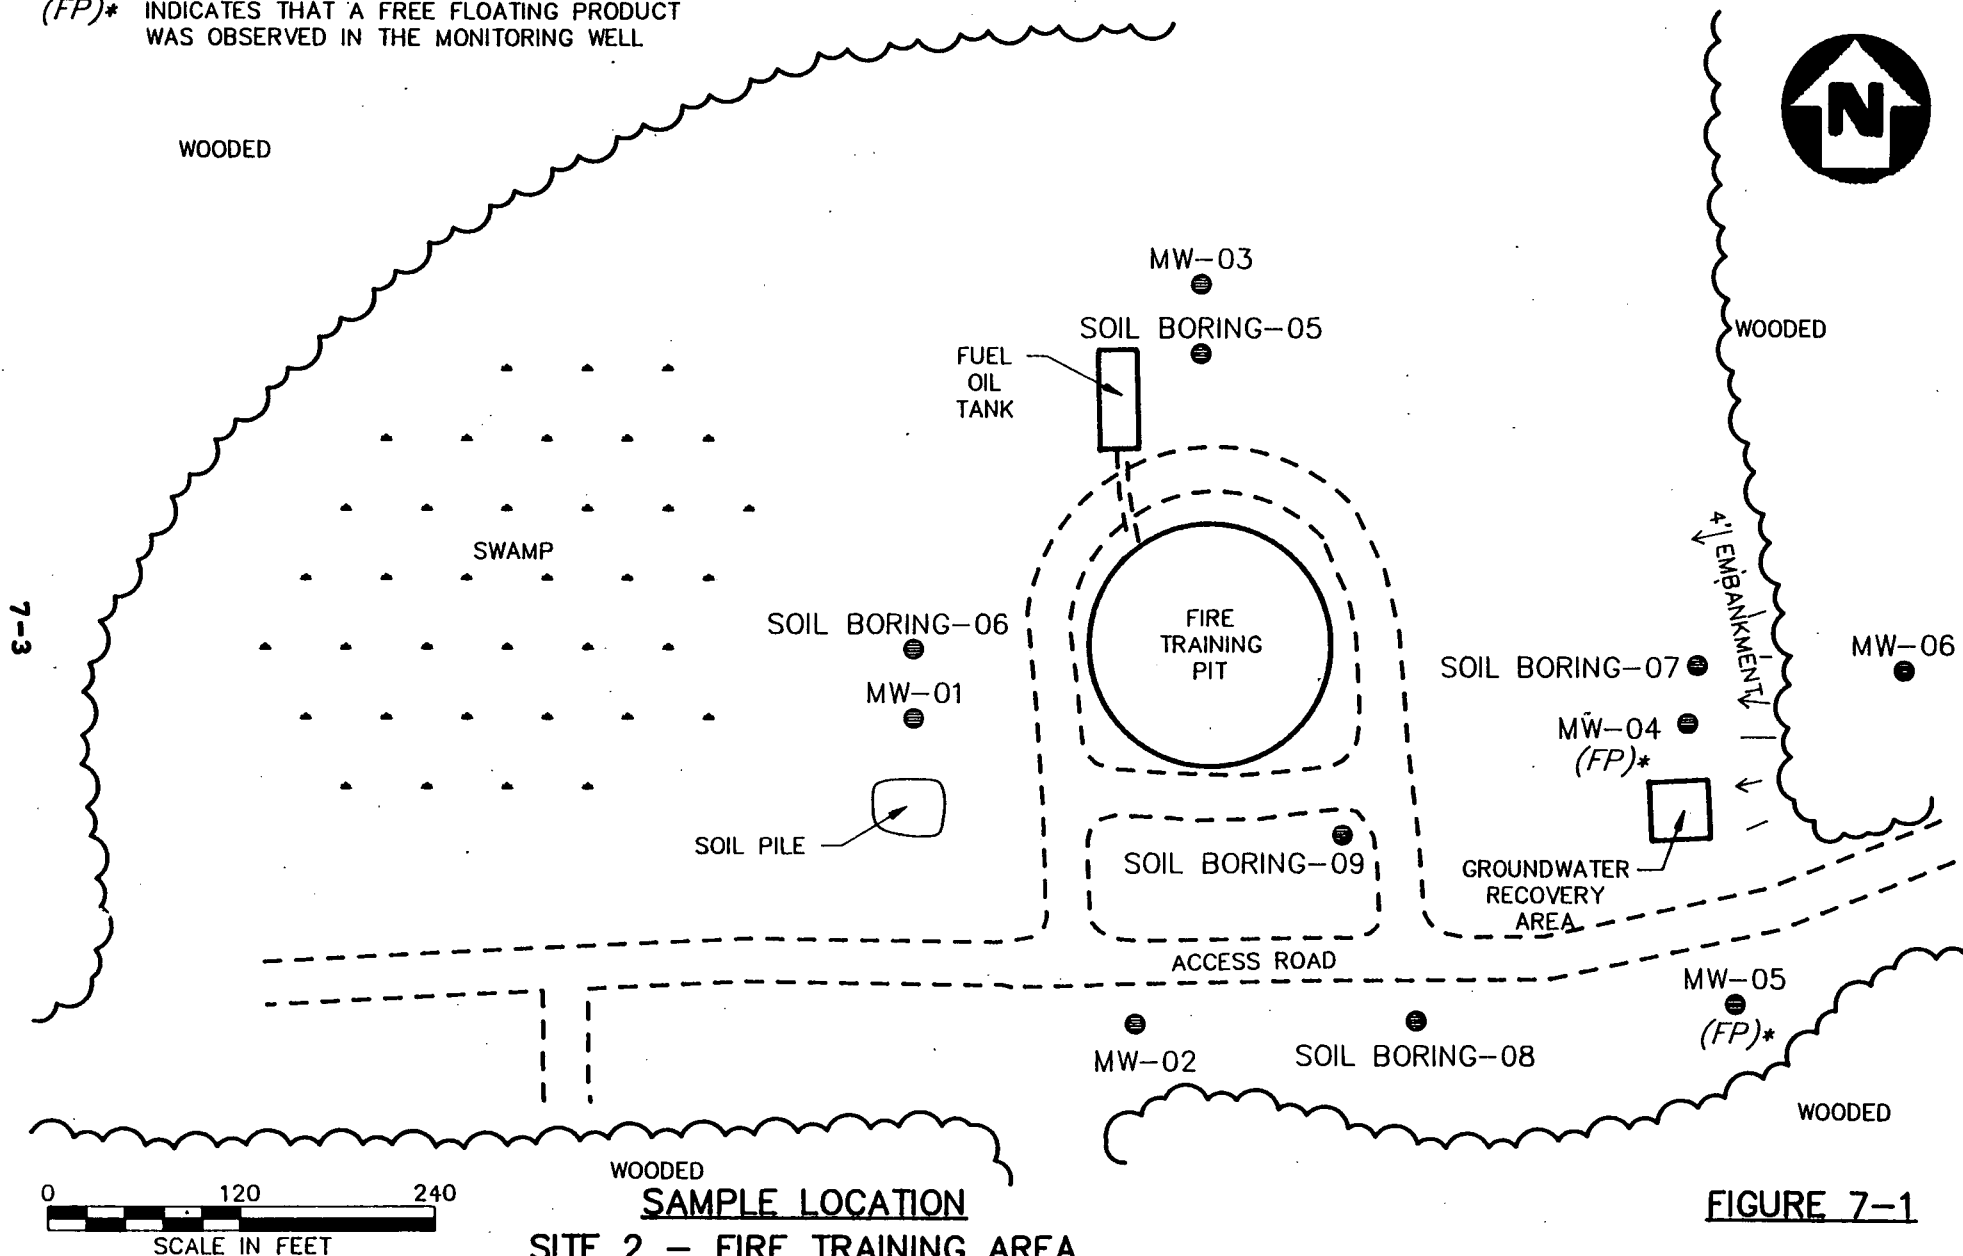 (FP)* INDICATES THAT A FREE FLOATING PRODUCT
WAS OBSERVED IN THE MONITORING WELL
WOODED
N
MW-03
SOIL BORING-05
WOODED
FUEL
OIL
TANK
4' EMBANKMENT
SWAMP
7-3
SOIL BORING-06
FIRE
TRAINING
PIT
MW-06
SOIL BORING-07
MW-01
MW-04
(FP)*
SOIL PILE
SOIL BORING-09
GROUNDWATER
RECOVERY
AREA
ACCESS ROAD
MW-05
(FP)*
MW-02
SOIL BORING-08
WOODED
WOODED
0 120 240
SCALE IN FEET
SAMPLE LOCATION
SITE 2 - FIRE TRAINING AREA
FIGURE 7-1